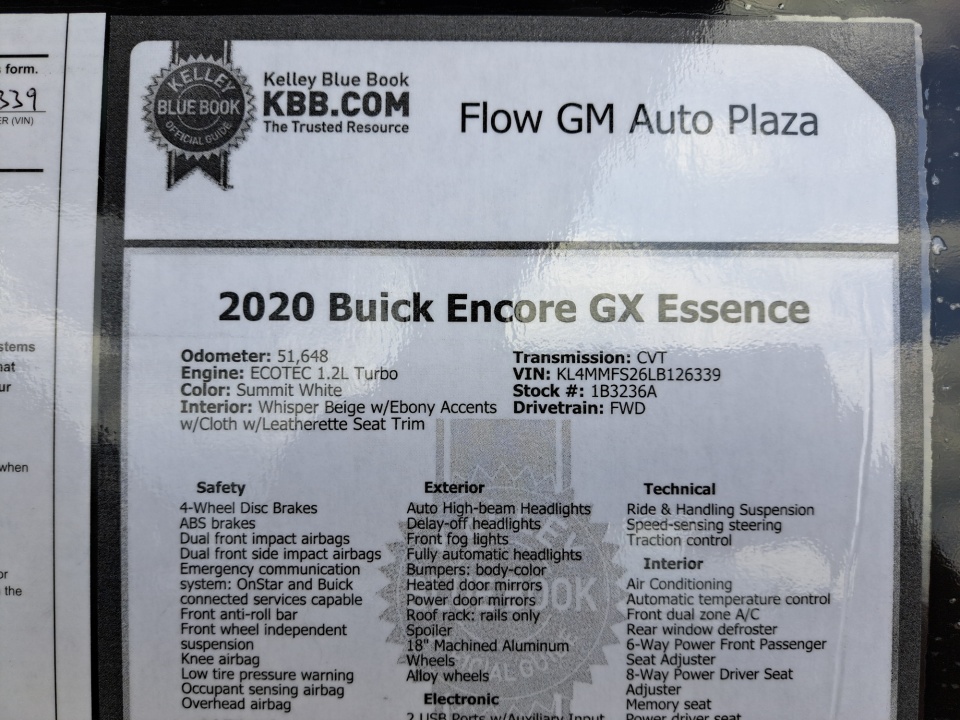 s form.
339
ER (VIN)
stems
hat
ur
when
or
s the
KELLEY
BLUE BOOK
OFFICIAL GUIDE
Kelley Blue Book
KBB.COM
The Trusted Resource
Flow GM Auto Plaza
2020 Buick Encore GX Essence
Odometer: 51,648
Engine: ECOTEC 1.2L Turbo
Color: Summit White
Interior: Whisper Beige w/Ebony Accents
w/Cloth w/Leatherette Seat Trim
Transmission: CVT
VIN: KL4MMFS26LB126339
Stock #: 1B3236A
Drivetrain: FWD
Safety
4-Wheel Disc Brakes
ABS brakes
Dual front impact airbags
Dual front side impact airbags
Emergency communication
system: OnStar and Buick
connected services capable
Front anti-roll bar
Front wheel independent
suspension
Knee airbag
Low tire pressure warning
Occupant sensing airbag
Overhead airbag
Exterior
Auto High-beam Headlights
Delay-off headlights
Front fog lights
Fully automatic headlights
Bumpers: body-color
Heated door mirrors
Power door mirrors
Roof rack: rails only
Spoiler
18" Machined Aluminum
Wheels
Alloy wheels
Electronic
2 USB Ports w/Auxiliary Input
Technical
Ride & Handling Suspension
Speed-sensing steering
Traction control
Interior
Air Conditioning
Automatic temperature control
Front dual zone A/C
Rear window defroster
6-Way Power Front Passenger
Seat Adjuster
8-Way Power Driver Seat
Adjuster
Memory seat
Power driver seat